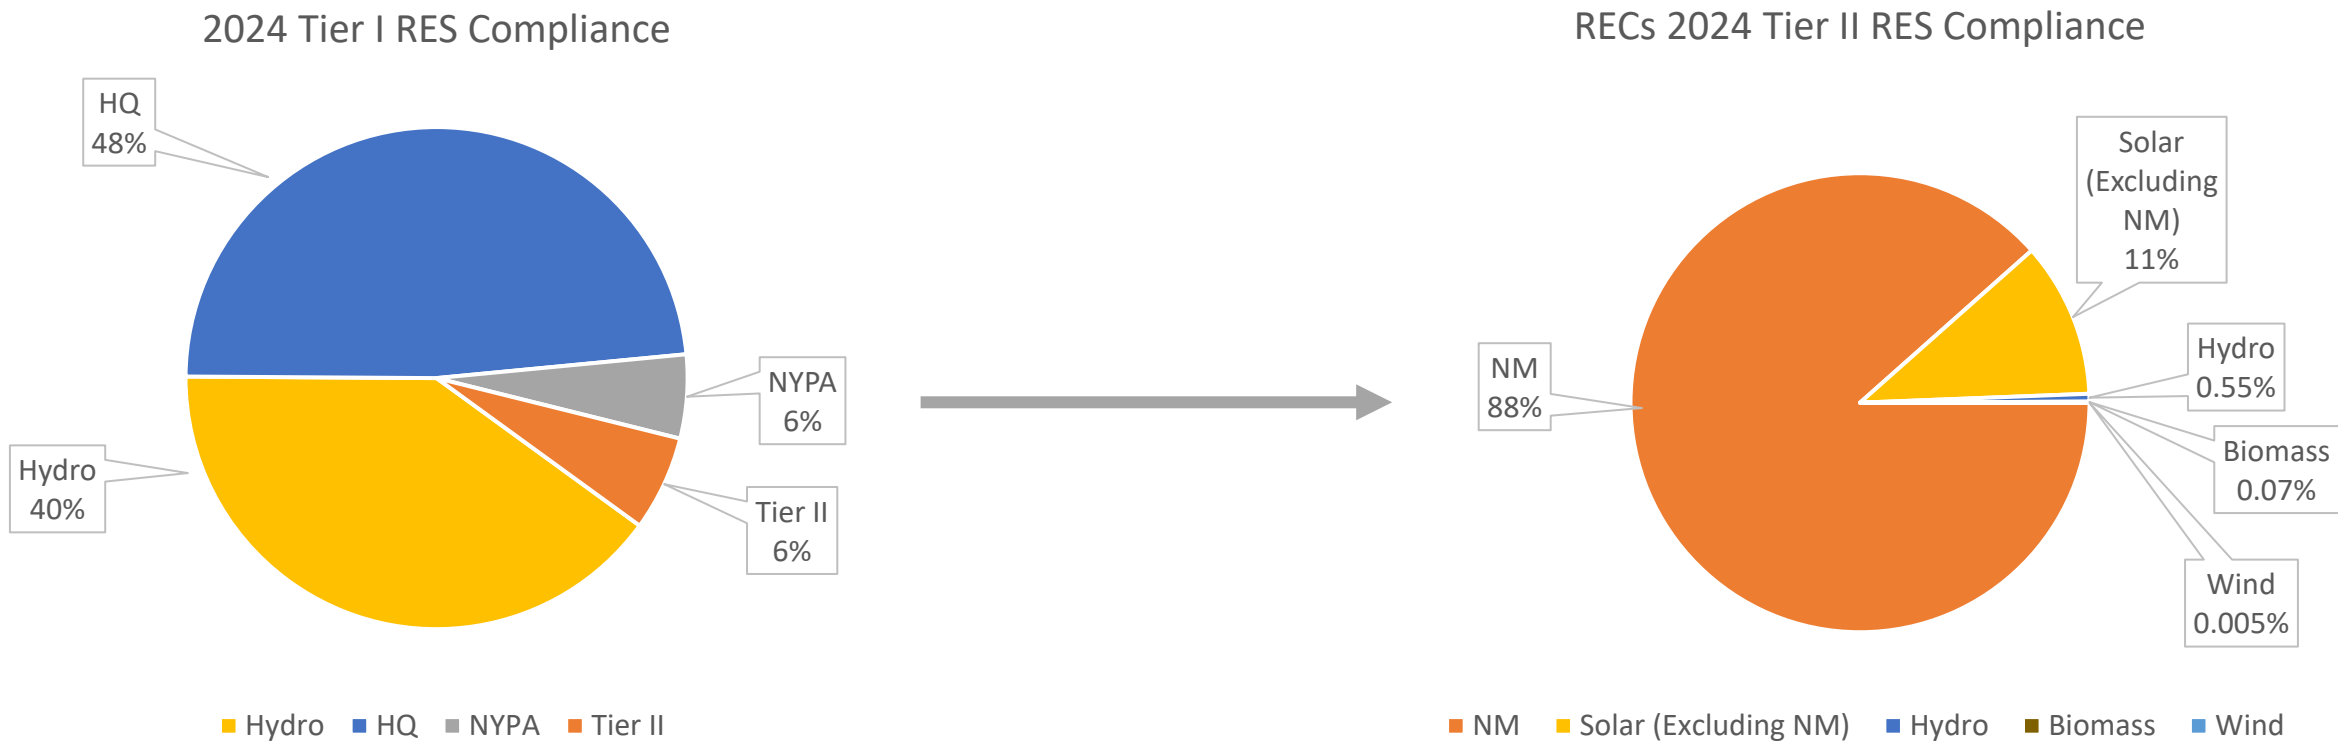 2024 Tier I RES Compliance
HQ
48%
NYPA
6%
Tier II
6%
Hydro
40%
Hydro HQ NYPA Tier II
RECs 2024 Tier II RES Compliance
Solar
(Excluding
NM)
11%
NM
88%
Hydro
0.55%
Biomass
0.07%
Wind
0.005%
NM Solar (Excluding NM) Hydro Biomass Wind